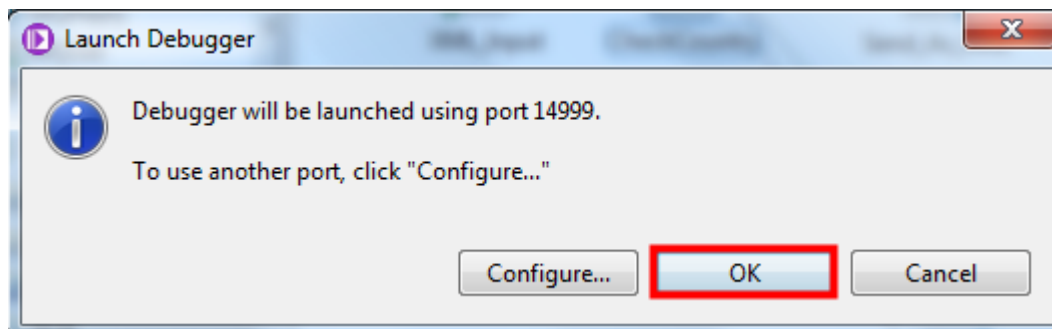 Launch Debugger
Debugger will be launched using port 14999.
To use another port, click "Configure..."
Configure...
OK
Cancel